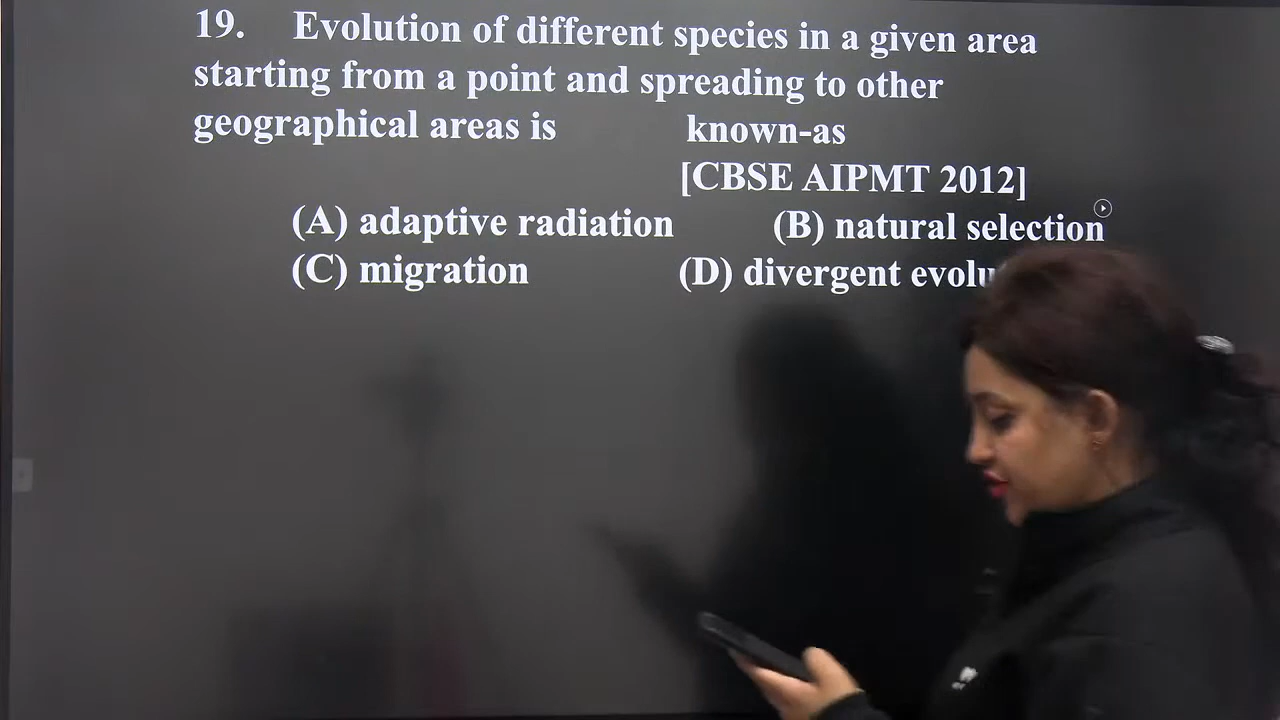 19. Evolution of different species in a given area
starting from a point and spreading to other
geographical areas is known-as
[CBSE AIPMT 2012]
(A) adaptive radiation (B) natural selection
(C) migration (D) divergent